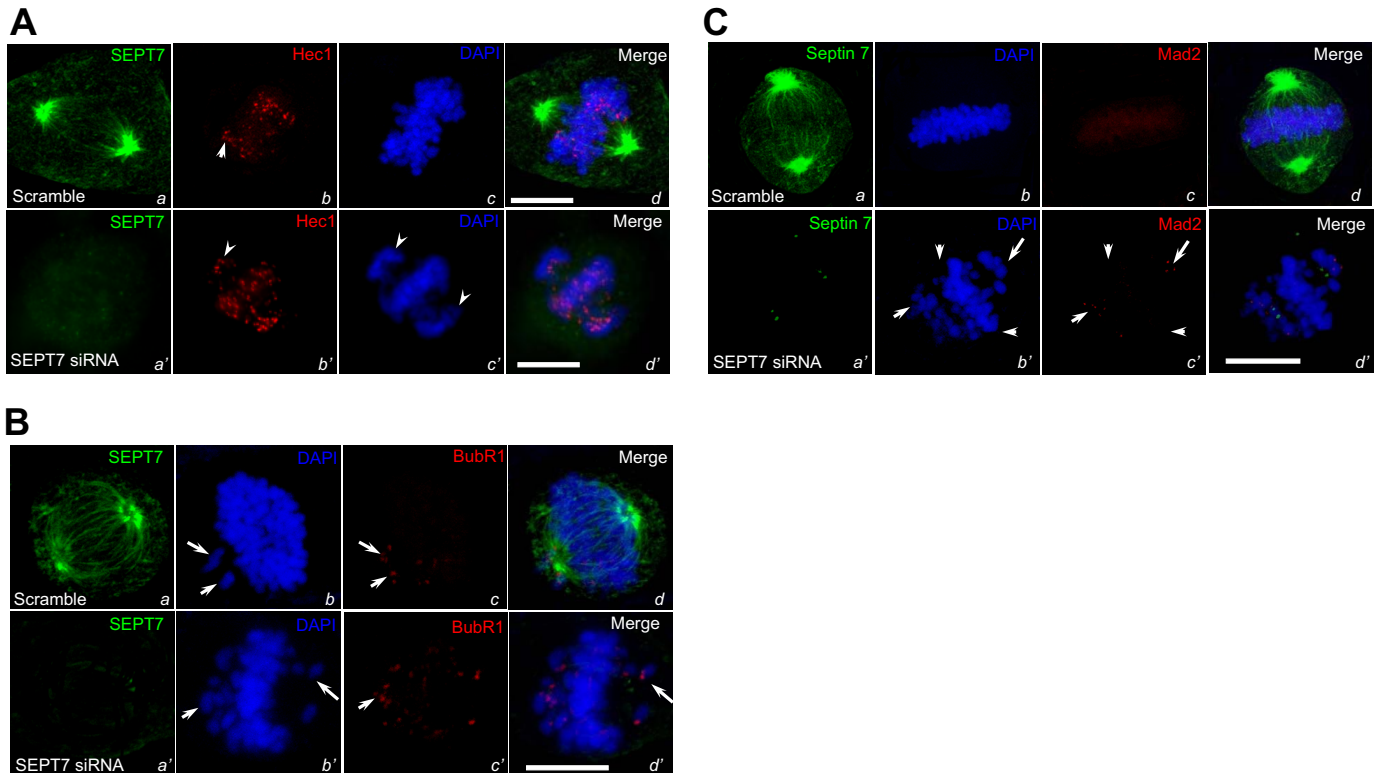 A
SEPT7 Hec1 DAPI Merge
Scramble a b c d
SEPT7 Hec1 DAPI Merge
SEPT7 siRNA a’ b’ c’ d’
B
SEPT7 DAPI BubR1 Merge
Scramble a b c d
SEPT7 DAPI BubR1 Merge
SEPT7 siRNA a’ b’ c’ d’
C
Septin 7 DAPI Mad2 Merge
Scramble a b c d
Septin 7 DAPI Mad2 Merge
SEPT7 siRNA a’ b’ c’ d’